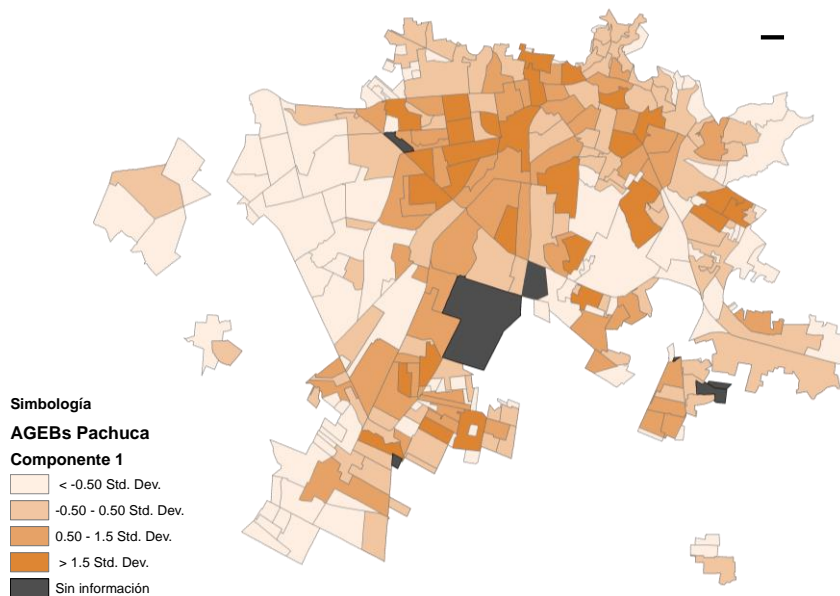 Simbología
AGEBs Pachuca
Componente 1
< -0.50 Std. Dev.
-0.50 - 0.50 Std. Dev.
0.50 - 1.5 Std. Dev.
> 1.5 Std. Dev.
Sin información